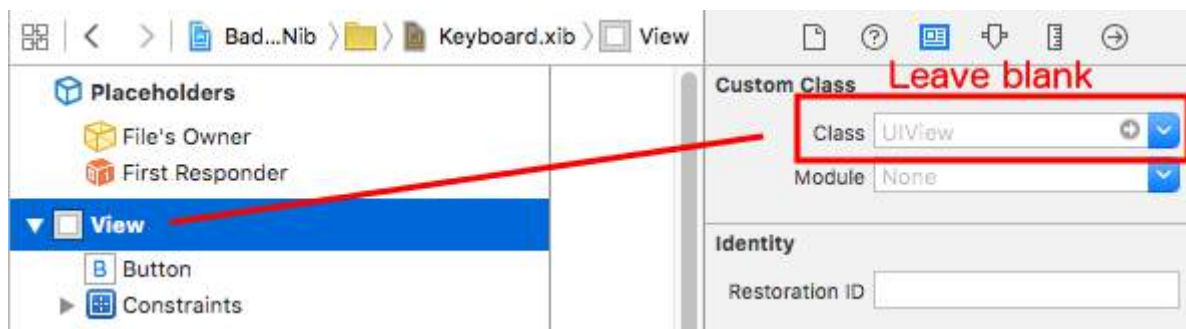 Bad...Nib
Keyboard.xib
View
Placeholders
File's Owner
First Responder
View
B Button
Constraints
Custom Class
Leave blank
Class UIView
Module None
Identity
Restoration ID